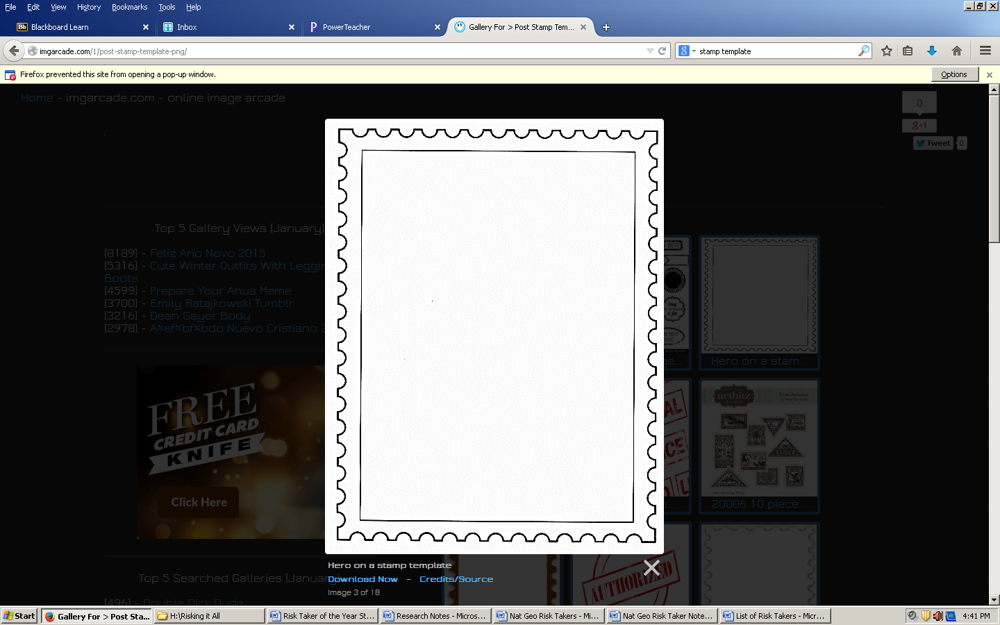 File Edit View History Bookmarks Tools Help
Bb Blackboard Learn
Inbox
PowerTeacher
Gallery For > Post Stamp Tem...
imgarcade.com/1/post-stamp-template-png/
stamp template
Firefox prevented this site from opening a pop-up window.
Options
Home - imgarcade.com - online image arcade
0
g+1
Tweet 0
Top 5 Gallery Views (January)
(8189) - Feliz Ano Novo 2015
(5316) - Cute Winter Outfits With Leggin
Boots
(4599) - Prepare Your Anus Meme
(3700) - Emily Ratajkowski Tumblr
(3216) - Dean Geyer Body
(2978) - A%ef%bf%bdo Nuevo Cristiano 2
FREE
CREDIT CARD
KNIFE
Click Here
Hero on a stam...
artbitz
20006 10 piece...
AUTHORIZED
Top 5 Searched Galleries (January)
(496) - Double Dick Dude
Hero on a stamp template
Download Now - Credits/Source
Image 3 of 18
Start
Gallery For > Post Sta...
H:\Risking it All
Risk Taker of the Year St...
Research Notes - Micros...
Nat Geo Risk Takers - Mi...
Nat Geo Risk Taker Note...
List of Risk Takers - Micr...
4:41 PM